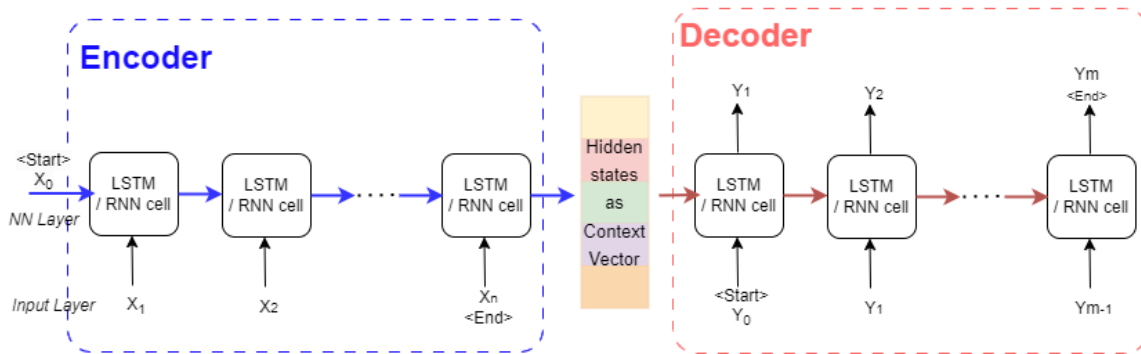 Encoder
<Start>
X0
NN Layer
Input Layer
LSTM
/ RNN cell
X1
LSTM
/ RNN cell
X2
....
LSTM
/ RNN cell
Xn
<End>
Hidden
states
as
Context
Vector
Decoder
Y1
LSTM
/ RNN cell
<Start>
Y0
Y2
LSTM
/ RNN cell
Y1
....
Ym
<End>
LSTM
/ RNN cell
Ym-1